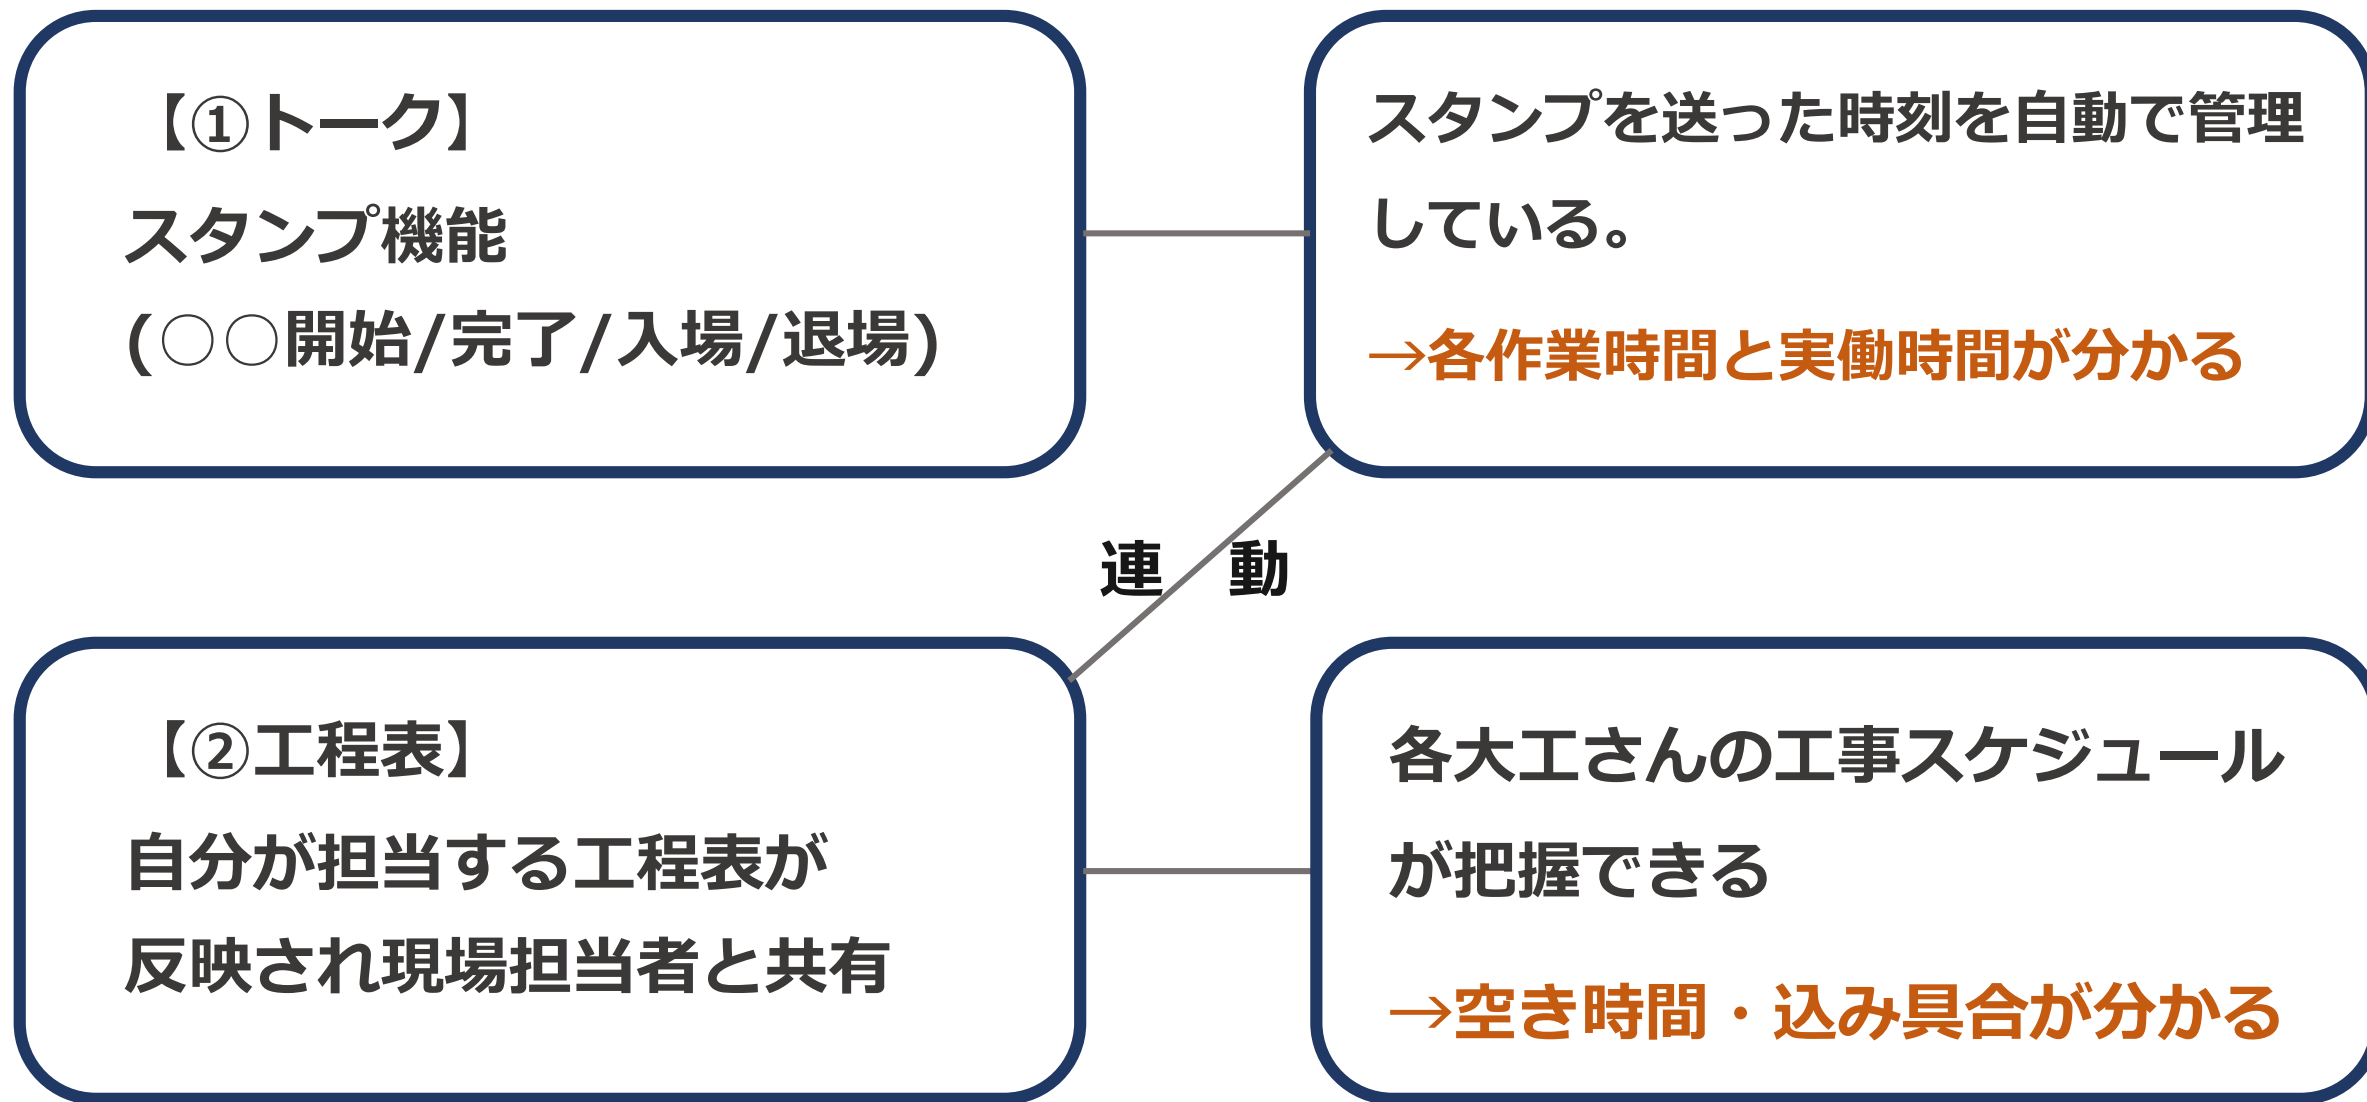 【①トーク】
スタンプ機能
(○○開始/完了/入場/退場)
スタンプを送った時刻を自動で管理
している。
→各作業時間と実働時間が分かる
連 動
【②工程表】
自分が担当する工程表が
反映され現場担当者と共有
各大工さんの工事スケジュール
が把握できる
→空き時間・込み具合が分かる